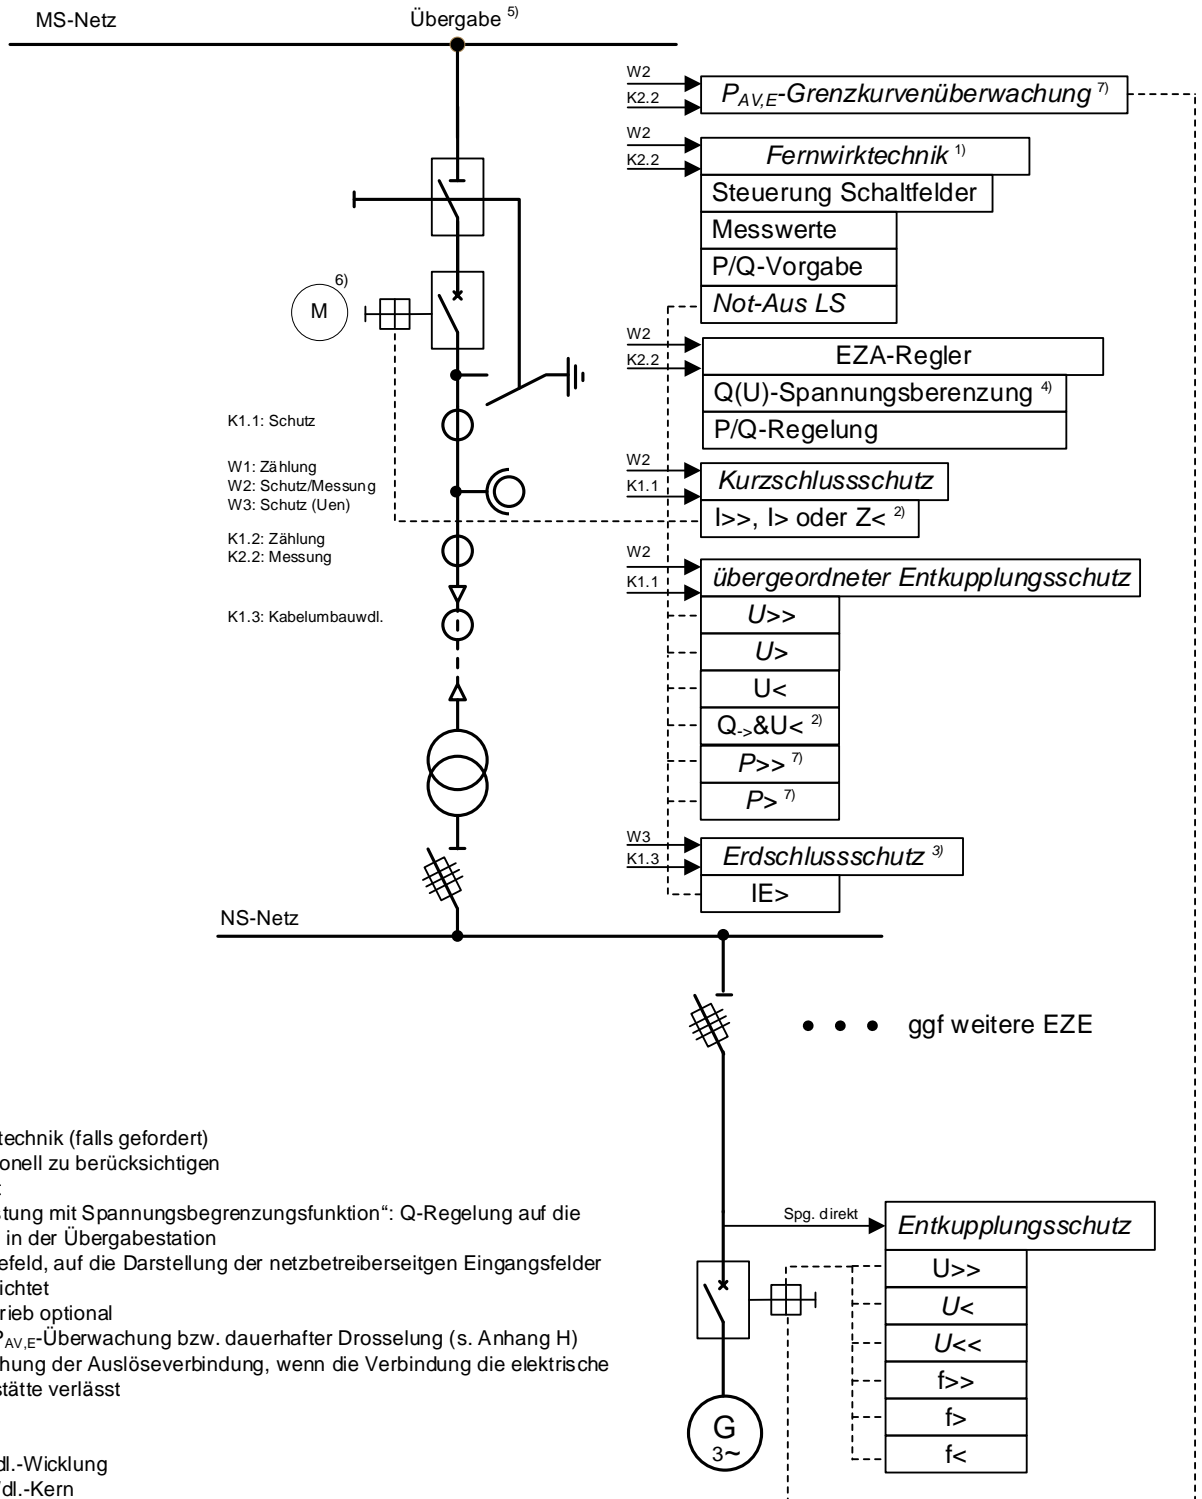 MS-Netz
Übergabe 5)
W2
K2.2
P_AV,E-Grenzkurvenüberwachung 7)
W2
K2.2
Fernwirktechnik 1)
Steuerung Schaltfelder
Messwerte
P/Q-Vorgabe
Not-Aus LS
M 6)
W2
K2.2
EZA-Regler
Q(U)-Spannungsberenzung 4)
P/Q-Regelung
K1.1: Schutz
W1: Zählung
W2: Schutz/Messung
W3: Schutz (Uen)
K1.2: Zählung
K2.2: Messung
K1.3: Kabelumbauwdl.
W2
K1.1
Kurzschlussschutz
I>>, I> oder Z< 2)
W2
K1.1
übergeordneter Entkupplungsschutz
U>>
U>
U<
Q->&U< 2)
P>> 7)
P> 7)
W3
K1.3
Erdschlussschutz 3)
IE>
NS-Netz
ggf weitere EZE
technik (falls gefordert)
onell zu berücksichtigen
stung mit Spannungsbegrenzungsfunktion“: Q-Regelung auf die
in der Übergabestation
efeld, auf die Darstellung der netzbetreiberseitgen Eingangsfelder
ichtet
rieb optional
P_AV,E-Überwachung bzw. dauerhafter Drosselung (s. Anhang H)
hung der Auslöseverbindung, wenn die Verbindung die elektrische
stätte verlässt
dl.-Wicklung
dl.-Kern
Spg. direkt
Entkupplungsschutz
U>>
U<
U<<
f>>
f>
f<
G
3~